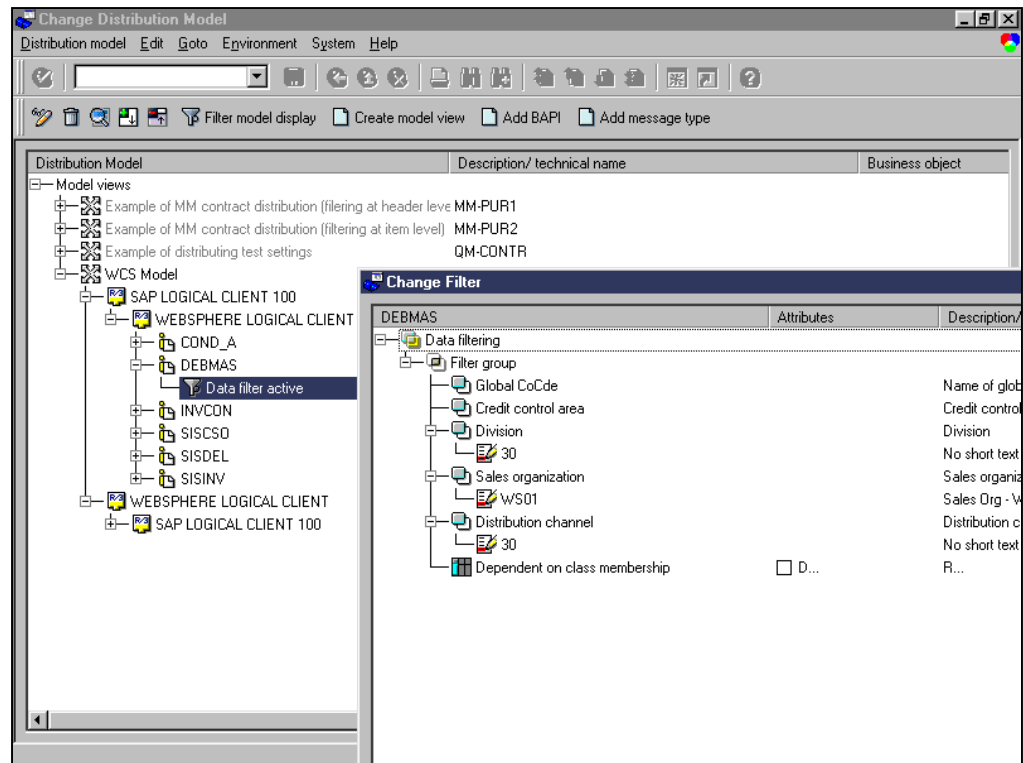 Change Distribution Model
Distribution model Edit Goto Environment System Help
Filter model display Create model view Add BAPI Add message type
Distribution Model Description/ technical name Business object
Model views
Example of MM contract distribution (filering at header leve MM-PUR1
Example of MM contract distribution (filtering at item level) MM-PUR2
Example of distributing test settings QM-CONTR
WCS Model
SAP LOGICAL CLIENT 100
WEBSPHERE LOGICAL CLIENT
COND_A
DEBMAS
Data filter active
INVCON
SISCSO
SISDEL
SISINV
WEBSPHERE LOGICAL CLIENT
SAP LOGICAL CLIENT 100
Change Filter
DEBMAS Attributes Description/
Data filtering
Filter group
Global CoCde Name of glob
Credit control area Credit control
Division Division
30 No short text
Sales organization Sales organiz
WS01 Sales Org - W
Distribution channel Distribution c
30 No short text
Dependent on class membership D... R...